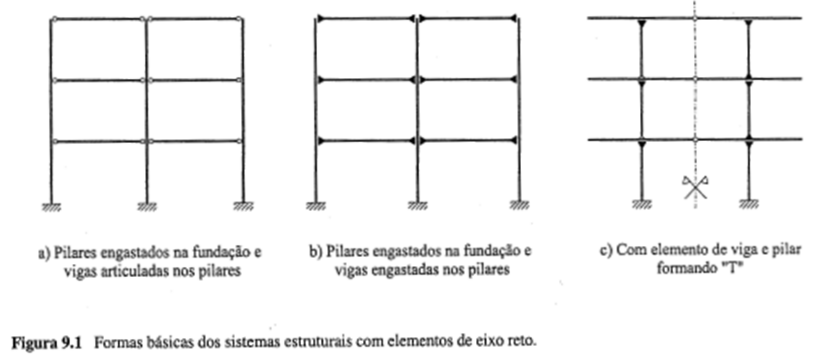 a) Pilares engastados na fundação e
vigas articuladas nos pilares
b) Pilares engastados na fundação e
vigas engastadas nos pilares
c) Com elemento de viga e pilar
formando "T"
Figura 9.1 Formas básicas dos sistemas estruturais com elementos de eixo reto.